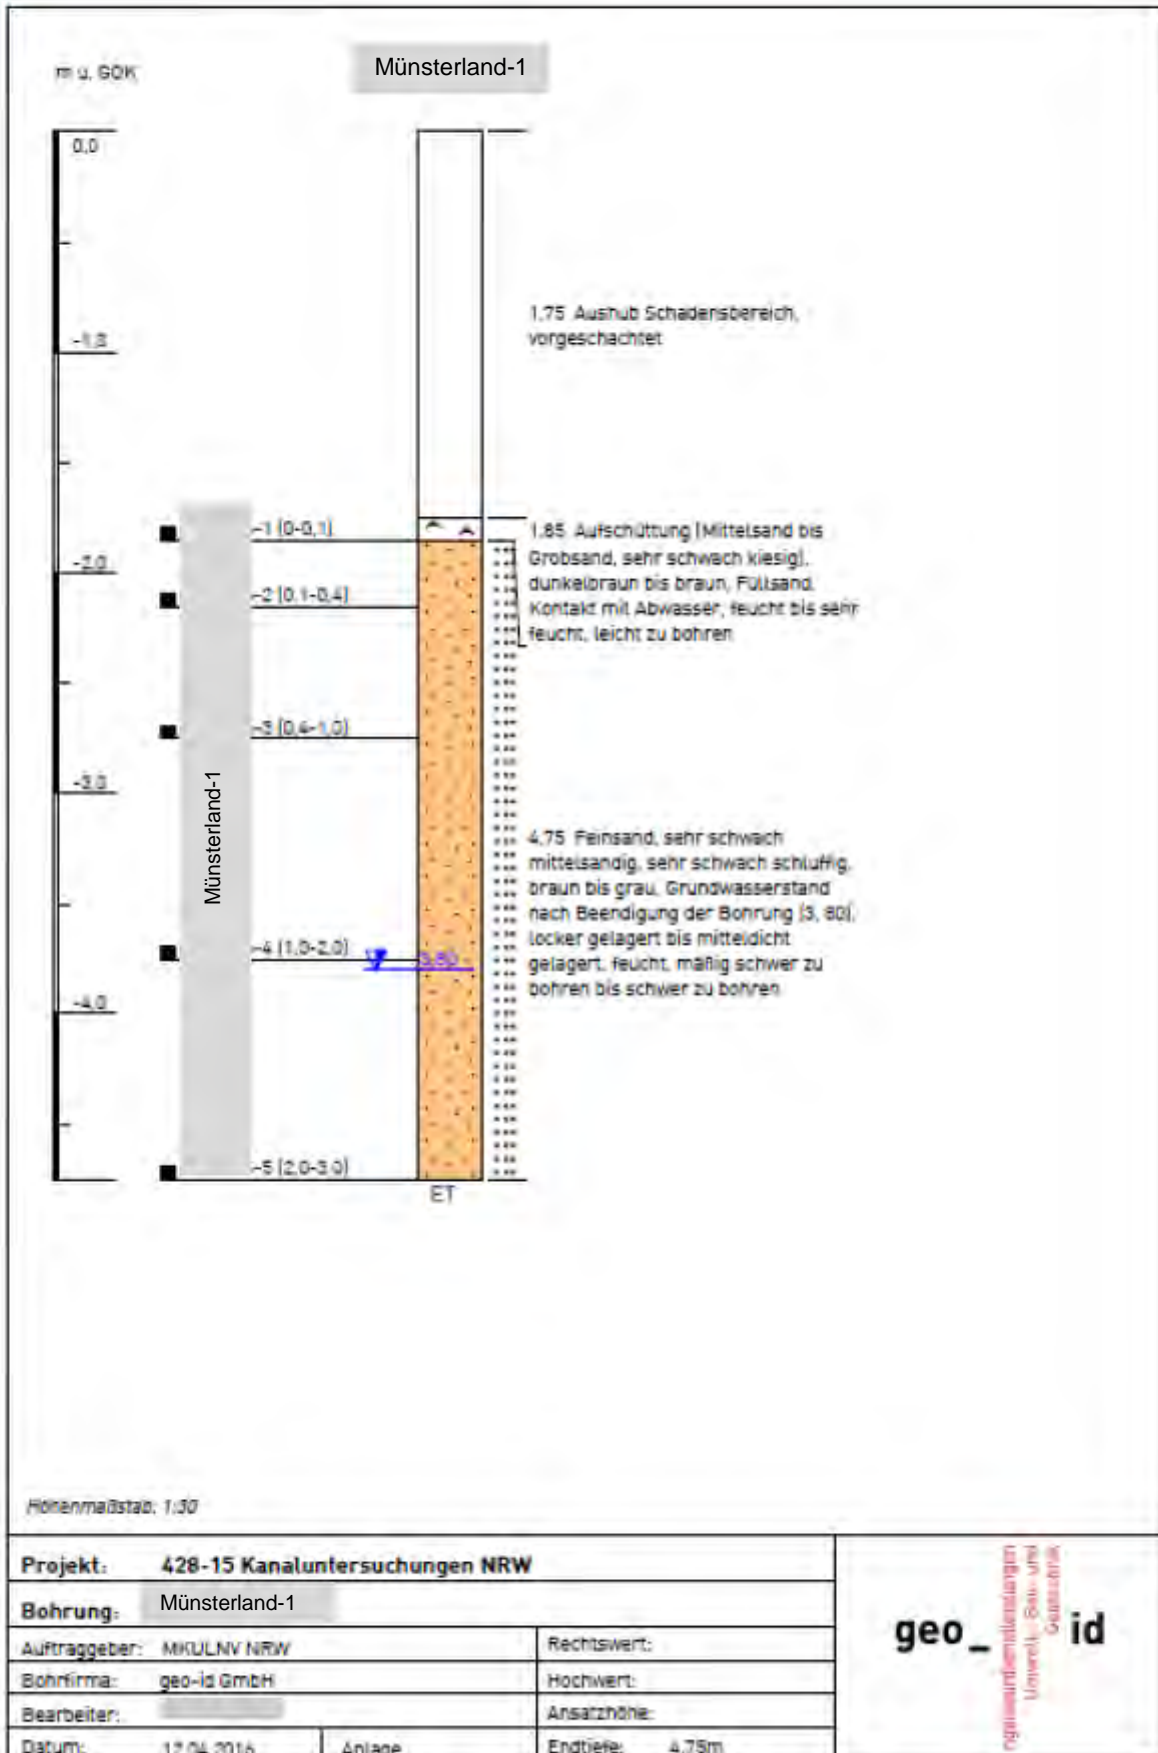 m u. GOK
Münsterland-1
0,0
1.75 Aushub Schadensbereich,
vorgeschachtet
-1,0
-1 (0-0,1)
1.85 Aufschüttung (Mittelsand bis
Grobsand, sehr schwach kiesig),
dunkelbraun bis braun, Füllsand,
Kontakt mit Abwasser, feucht bis sehr
feucht, leicht zu bohren
-2,0
-2 (0,1-0,4)
-3 (0,4-1,0)
-3,0
Münsterland-1
4.75 Feinsand, sehr schwach
mittelsandig, sehr schwach schluffig,
braun bis grau, Grundwasserstand
nach Beendigung der Bohrung (3, 80),
locker gelagert bis mitteldicht
gelagert, feucht, mäßig schwer zu
bohren bis schwer zu bohren
-4 (1,0-2,0)
3,80
-4,0
-5 (2,0-3,0)
ET
Höhenmaßstab: 1:30
Projekt: 428-15 Kanaluntersuchungen NRW
Bohrung: Münsterland-1
Auftraggeber: MKULNV NRW
Rechtswert:
Bohrfirma: geo-id GmbH
Hochwert:
Bearbeiter:
Ansatzhöhe:
Datum: 12.04.2016
Anlage
Endtiefe: 4,75m
geo_ id
Umwelt-, Bau- und
Geotechnik